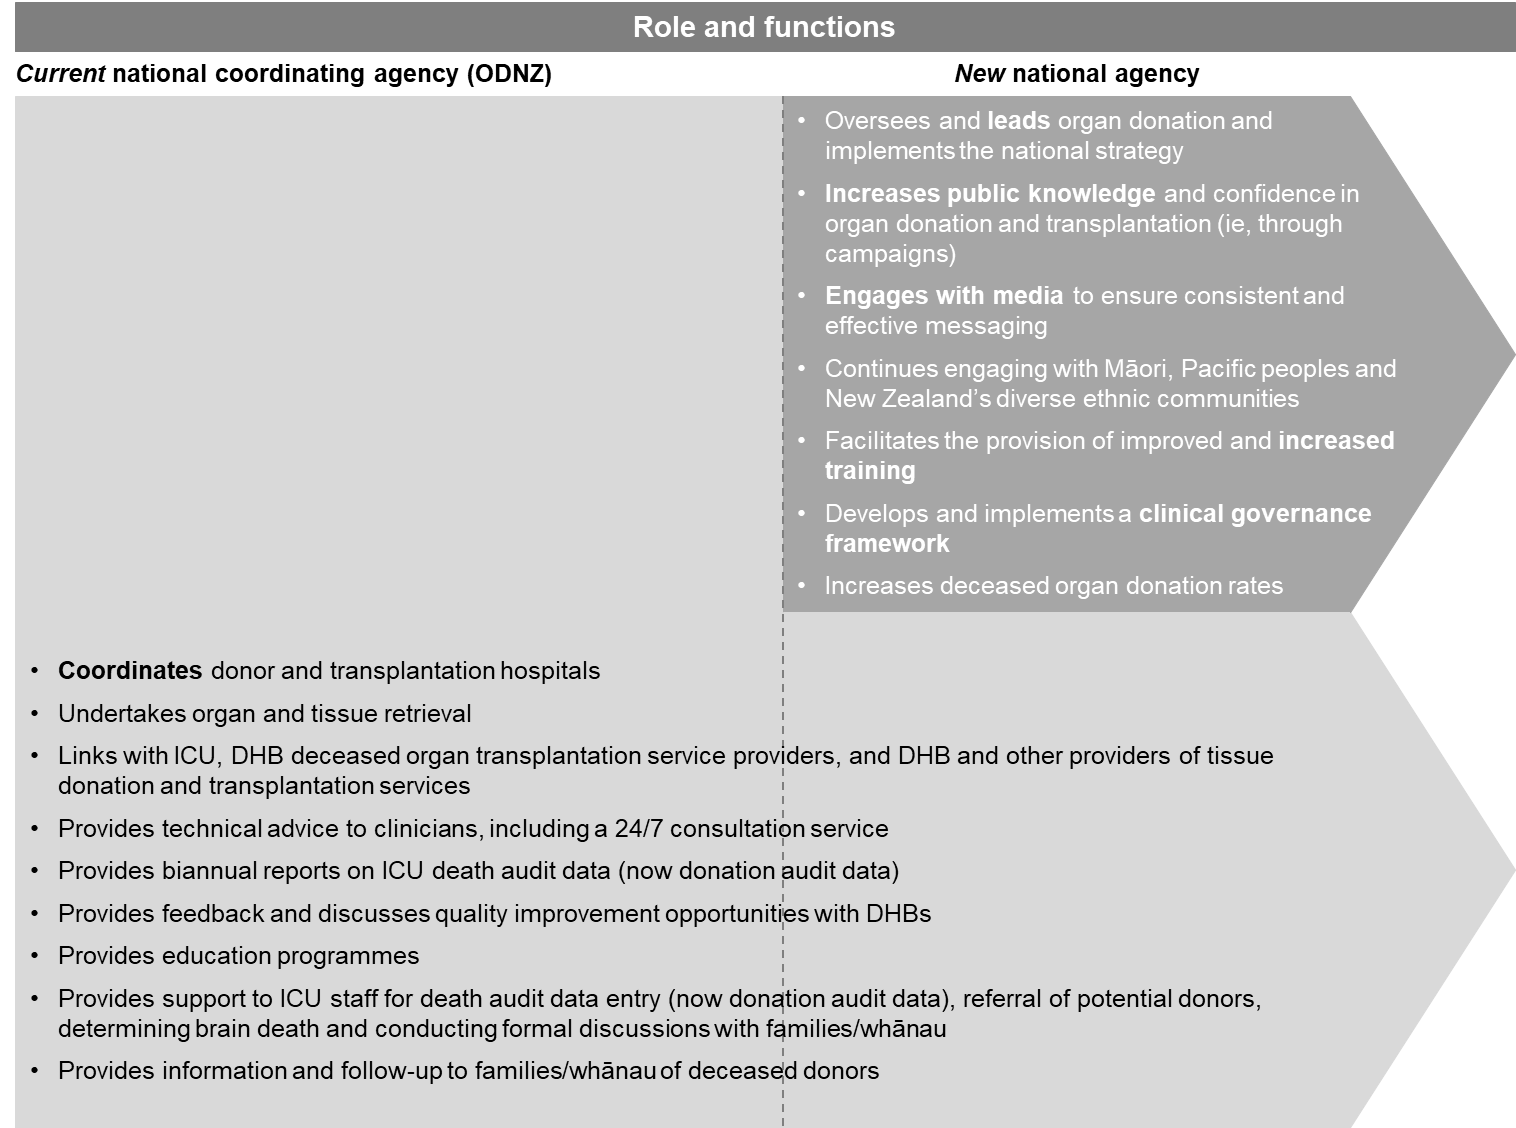 Role and functions
Current national coordinating agency (ODNZ)
New national agency
• Oversees and leads organ donation and
implements the national strategy
• Increases public knowledge and confidence in
organ donation and transplantation (ie, through
campaigns)
• Engages with media to ensure consistent and
effective messaging
• Continues engaging with Māori, Pacific peoples and
New Zealand’s diverse ethnic communities
• Facilitates the provision of improved and increased
training
• Develops and implements a clinical governance
framework
• Increases deceased organ donation rates
• Coordinates donor and transplantation hospitals
• Undertakes organ and tissue retrieval
• Links with ICU, DHB deceased organ transplantation service providers, and DHB and other providers of tissue
donation and transplantation services
• Provides technical advice to clinicians, including a 24/7 consultation service
• Provides biannual reports on ICU death audit data (now donation audit data)
• Provides feedback and discusses quality improvement opportunities with DHBs
• Provides education programmes
• Provides support to ICU staff for death audit data entry (now donation audit data), referral of potential donors,
determining brain death and conducting formal discussions with families/whānau
• Provides information and follow-up to families/whānau of deceased donors